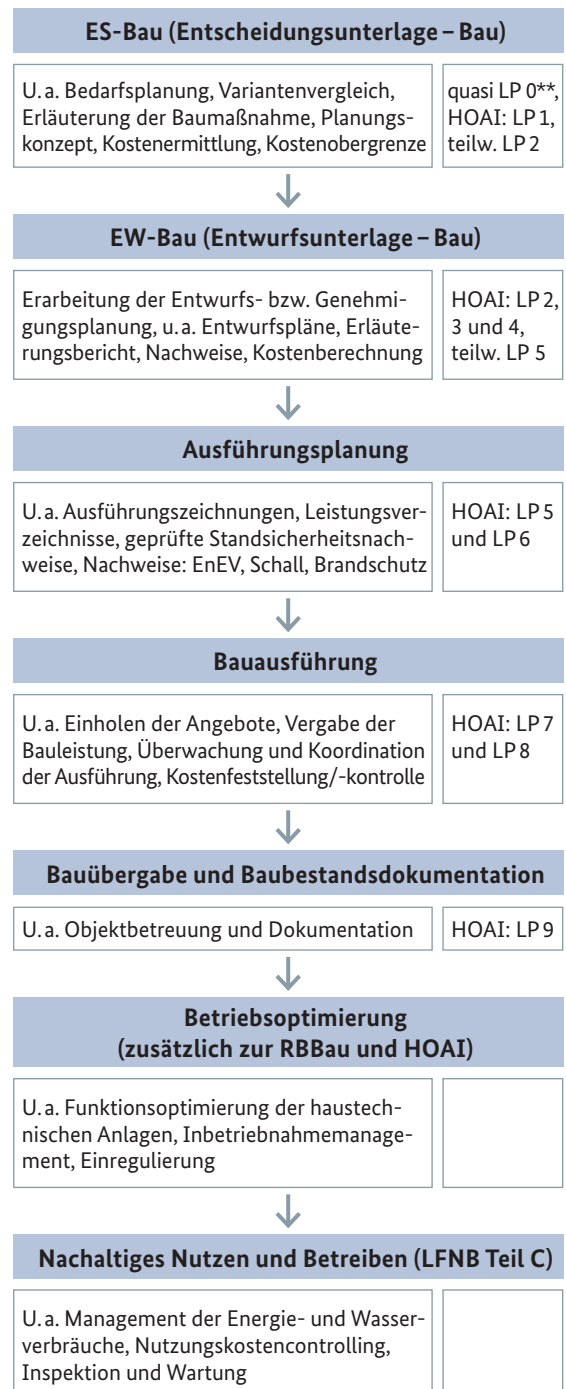 ES-Bau (Entscheidungsunterlage – Bau)
U. a. Bedarfsplanung, Variantenvergleich,
Erläuterung der Baumaßnahme, Planungs-
konzept, Kostenermittlung, Kostenobergrenze
quasi LP 0**,
HOAI: LP 1,
teilw. LP 2
EW-Bau (Entwurfsunterlage – Bau)
Erarbeitung der Entwurfs- bzw. Genehmi-
gungsplanung, u. a. Entwurfspläne, Erläute-
rungsbericht, Nachweise, Kostenberechnung
HOAI: LP 2,
3 und 4,
teilw. LP 5
Ausführungsplanung
U. a. Ausführungszeichnungen, Leistungsver-
zeichnisse, geprüfte Standsicherheitsnach-
weise, Nachweise: EnEV, Schall, Brandschutz
HOAI: LP 5
und LP 6
Bauausführung
U. a. Einholen der Angebote, Vergabe der
Bauleistung, Überwachung und Koordination
der Ausführung, Kostenfeststellung/-kontrolle
HOAI: LP 7
und LP 8
Bauübergabe und Baubestandsdokumentation
U. a. Objektbetreuung und Dokumentation
HOAI: LP 9
Betriebsoptimierung
(zusätzlich zur RBBau und HOAI)
U. a. Funktionsoptimierung der haustech-
nischen Anlagen, Inbetriebnahmemanage-
ment, Einregulierung
Nachaltiges Nutzen und Betreiben (LFNB Teil C)
U. a. Management der Energie- und Wasser-
verbräuche, Nutzungskostencontrolling,
Inspektion und Wartung